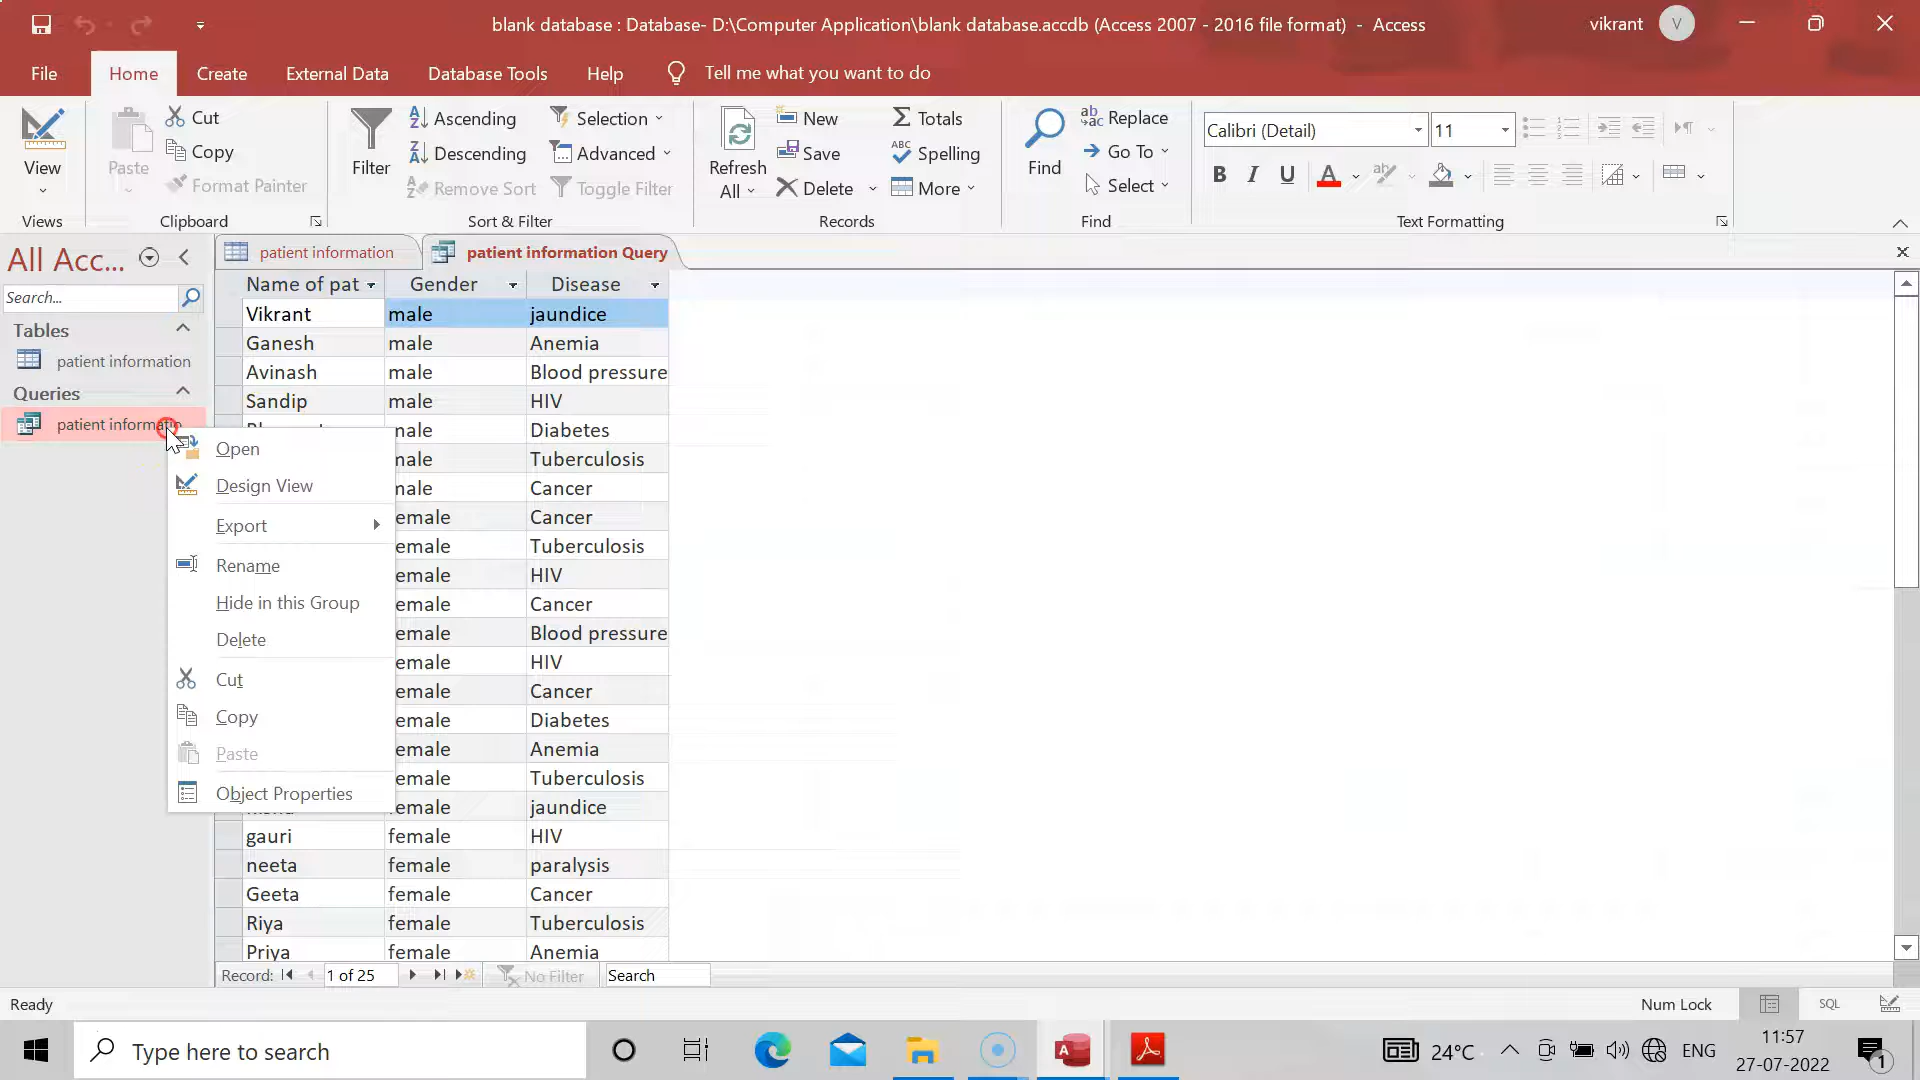 blank database : Database- D:\Computer Application\blank database.accdb (Access 2007 - 2016 file format) - Access
vikrant
V
File
Home
Create
External Data
Database Tools
Help
Tell me what you want to do
View
Views
Paste
Cut
Copy
Format Painter
Clipboard
Filter
Ascending
Descending
Remove Sort
Selection
Advanced
Toggle Filter
Sort & Filter
Refresh
All
New
Save
Delete
Totals
Spelling
More
Records
Find
Replace
Go To
Select
Find
Calibri (Detail)
11
B I U A
Text Formatting
All Acc...
Search...
Tables
patient information
Queries
patient informatio
Open
Design View
Export
Rename
Hide in this Group
Delete
Cut
Copy
Paste
Object Properties
patient information
patient information Query
Name of pat Gender Disease
Vikrant male jaundice
Ganesh male Anemia
Avinash male Blood pressure
Sandip male HIV
male Diabetes
male Tuberculosis
male Cancer
emale Cancer
emale Tuberculosis
emale HIV
emale Cancer
emale Blood pressure
emale HIV
emale Cancer
emale Diabetes
emale Anemia
emale Tuberculosis
emale jaundice
gauri female HIV
neeta female paralysis
Geeta female Cancer
Riya female Tuberculosis
Priya female Anemia
Record: 1 of 25 No Filter Search
Ready
Num Lock
SQL
Type here to search
24°C
ENG
11:57
27-07-2022
1